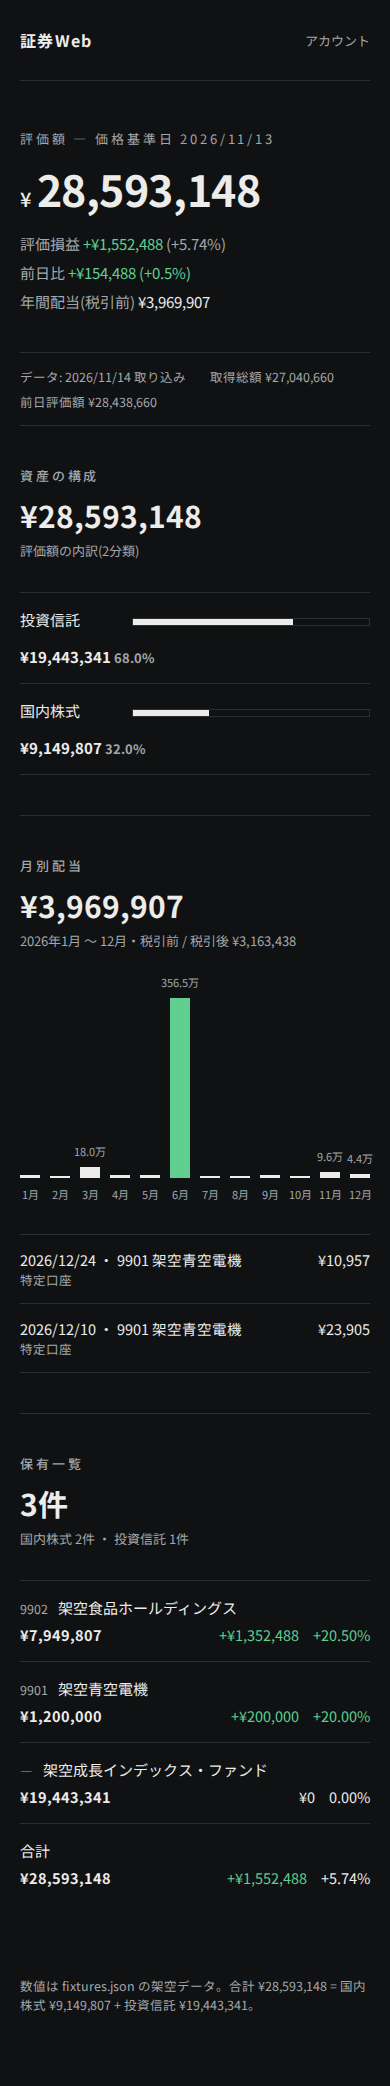 証券Web
アカウント
評価額 — 価格基準日 2026/11/13
¥ 28,593,148
評価損益 +¥1,552,488 (+5.74%)
前日比 +¥154,488 (+0.5%)
年間配当(税引前) ¥3,969,907
データ: 2026/11/14 取り込み 取得総額 ¥27,040,660
前日評価額 ¥28,438,660
資産の構成
¥28,593,148
評価額の内訳(2分類)
投資信託
¥19,443,341 68.0%
国内株式
¥9,149,807 32.0%
月別配当
¥3,969,907
2026年1月 〜 12月・税引前 / 税引後 ¥3,163,438
356.5万
18.0万
9.6万 4.4万
1月 2月 3月 4月 5月 6月 7月 8月 9月 10月 11月 12月
2026/12/24 ・ 9901 架空青空電機 ¥10,957
特定口座
2026/12/10 ・ 9901 架空青空電機 ¥23,905
特定口座
保有一覧
3件
国内株式 2件 ・ 投資信託 1件
9902 架空食品ホールディングス
¥7,949,807 +¥1,352,488 +20.50%
9901 架空青空電機
¥1,200,000 +¥200,000 +20.00%
— 架空成長インデックス・ファンド
¥19,443,341 ¥0 0.00%
合計
¥28,593,148 +¥1,552,488 +5.74%
数値は fixtures.json の架空データ。合計 ¥28,593,148 = 国内
株式 ¥9,149,807 + 投資信託 ¥19,443,341。